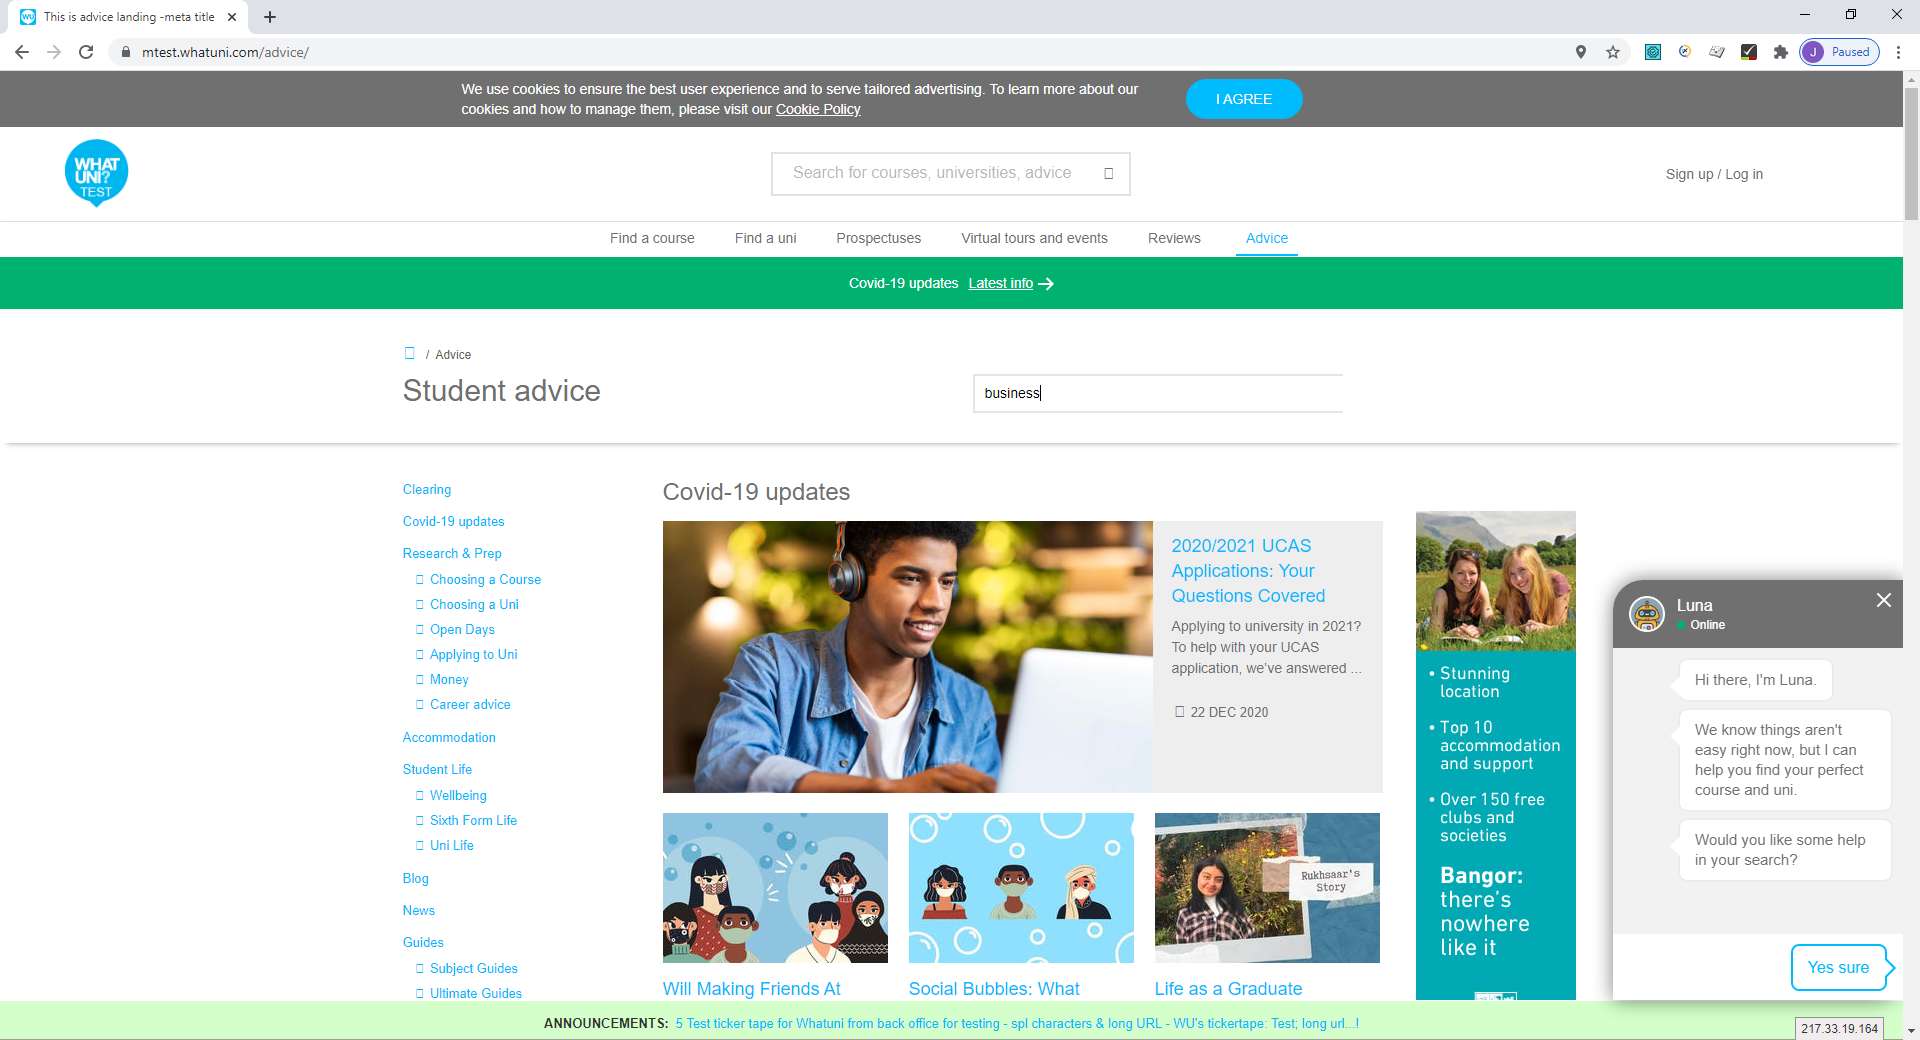 This is advice landing -meta title
mtest.whatuni.com/advice/
J Paused
We use cookies to ensure the best user experience and to serve tailored advertising. To learn more about our
cookies and how to manage them, please visit our Cookie Policy
I AGREE
WHAT
UNI?
TEST
Search for courses, universities, advice
Sign up / Log in
Find a course
Find a uni
Prospectuses
Virtual tours and events
Reviews
Advice
Covid-19 updates Latest info
/ Advice
Student advice
business
Clearing
Covid-19 updates
Research & Prep
Choosing a Course
Choosing a Uni
Open Days
Applying to Uni
Money
Career advice
Accommodation
Student Life
Wellbeing
Sixth Form Life
Uni Life
Blog
News
Guides
Subject Guides
Ultimate Guides
Covid-19 updates
2020/2021 UCAS
Applications: Your
Questions Covered
Applying to university in 2021?
To help with your UCAS
application, we've answered ...
22 DEC 2020
Rukhsaar's
Story
Will Making Friends At
Social Bubbles: What
Life as a Graduate
• Stunning
location
• Top 10
accommodation
and support
• Over 150 free
clubs and
societies
Bangor:
there's
nowhere
like it
Luna
Online
Hi there, I'm Luna.
We know things aren't
easy right now, but I can
help you find your perfect
course and uni.
Would you like some help
in your search?
Yes sure
ANNOUNCEMENTS: 5 Test ticker tape for Whatuni from back office for testing - spl characters & long URL - WU's tickertape: Test; long url...!
217.33.19.164